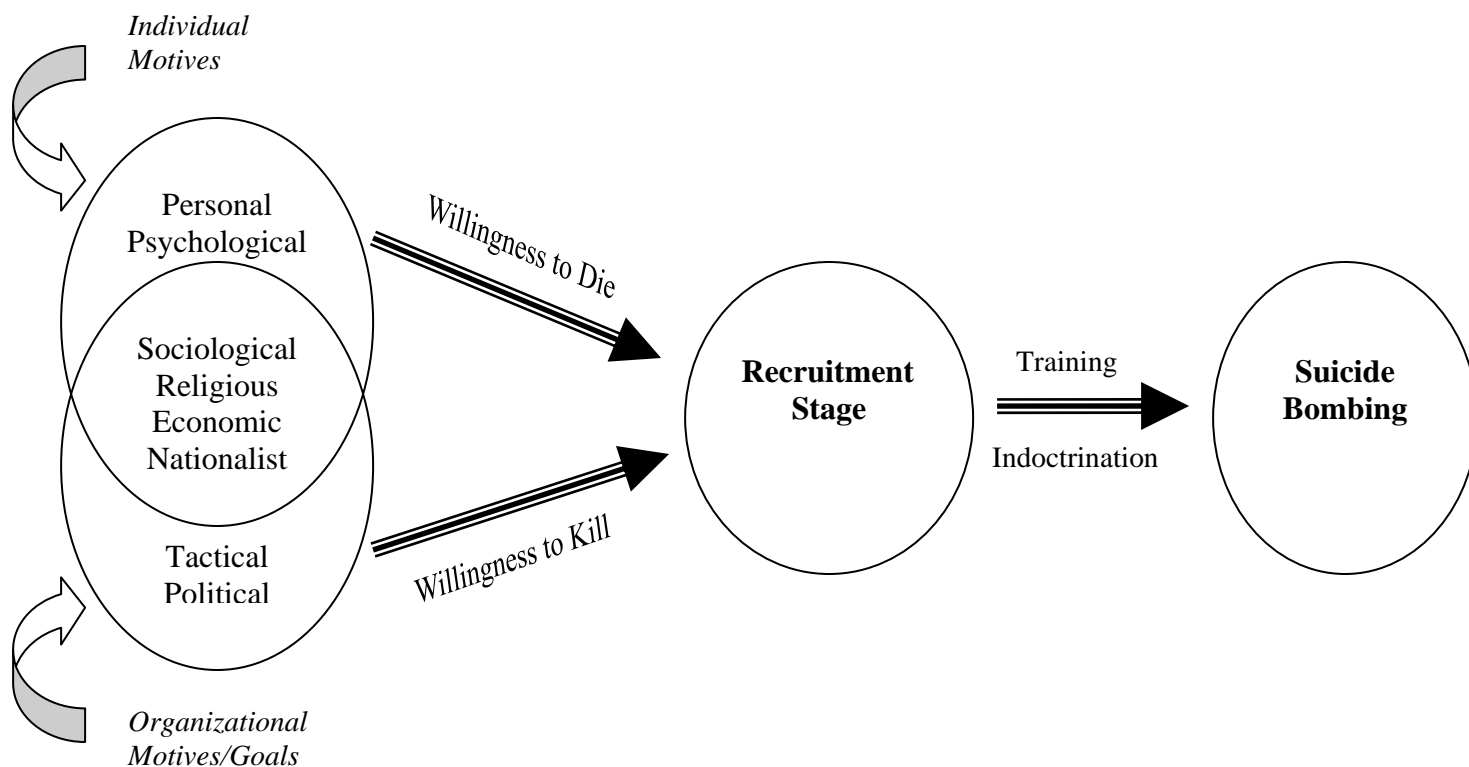 Individual
Motives
Personal
Psychological
Sociological
Religious
Economic
Nationalist
Tactical
Political
Organizational
Motives/Goals
Willingness to Die
Willingness to Kill
Recruitment
Stage
Training
Indoctrination
Suicide
Bombing